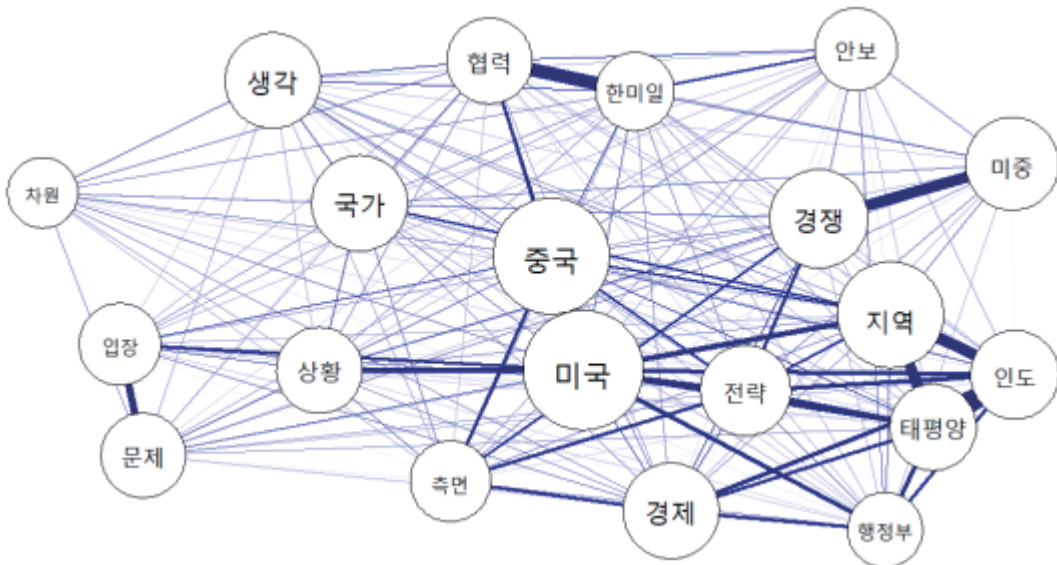 안보
협력
생각
한미일
미중
차원
국가
경쟁
중국
지역
입장
상황
미국
전략
인도
태평양
문제
측면
경제
행정부